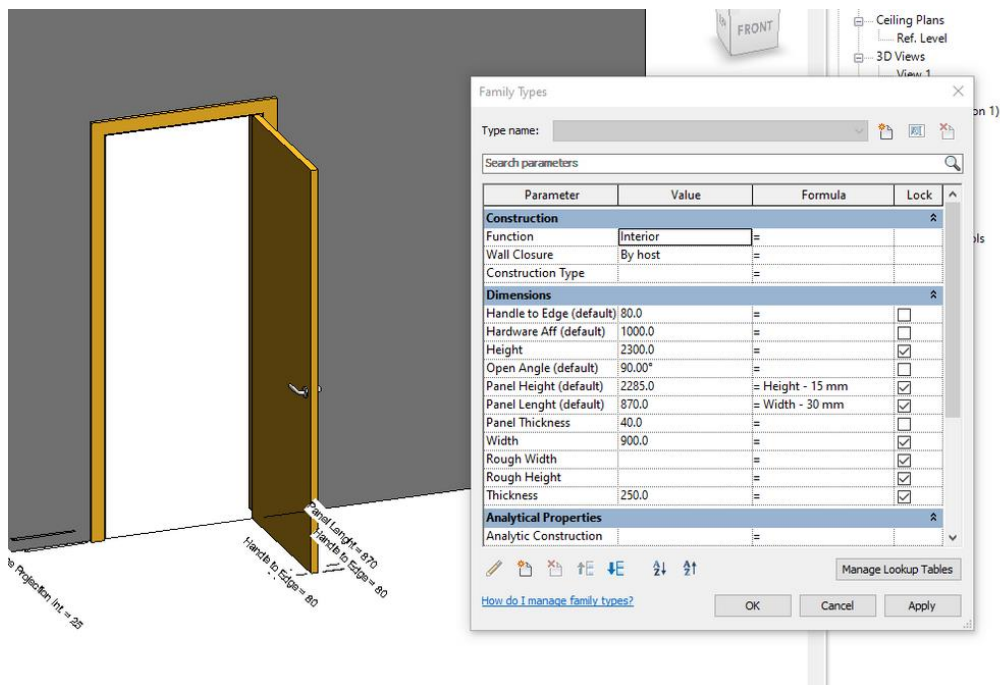 FRONT
Ceiling Plans
Ref. Level
3D Views
View 1
on 1)
ols
Family Types
Type name:
Search parameters
Parameter Value Formula Lock
Construction
Function Interior =
Wall Closure By host =
Construction Type =
Dimensions
Handle to Edge (default) 80.0 =
Hardware Aff (default) 1000.0 =
Height 2300.0 =
Open Angle (default) 90.00° =
Panel Height (default) 2285.0 = Height - 15 mm
Panel Lenght (default) 870.0 = Width - 30 mm
Panel Thickness 40.0 =
Width 900.0 =
Rough Width =
Rough Height =
Thickness 250.0 =
Analytical Properties
Analytic Construction =
Manage Lookup Tables
How do I manage family types?
OK Cancel Apply
Panel Lenght = 870
Handle to Edge = 80
Handle to Edge = 80
e Projection Int. = 25